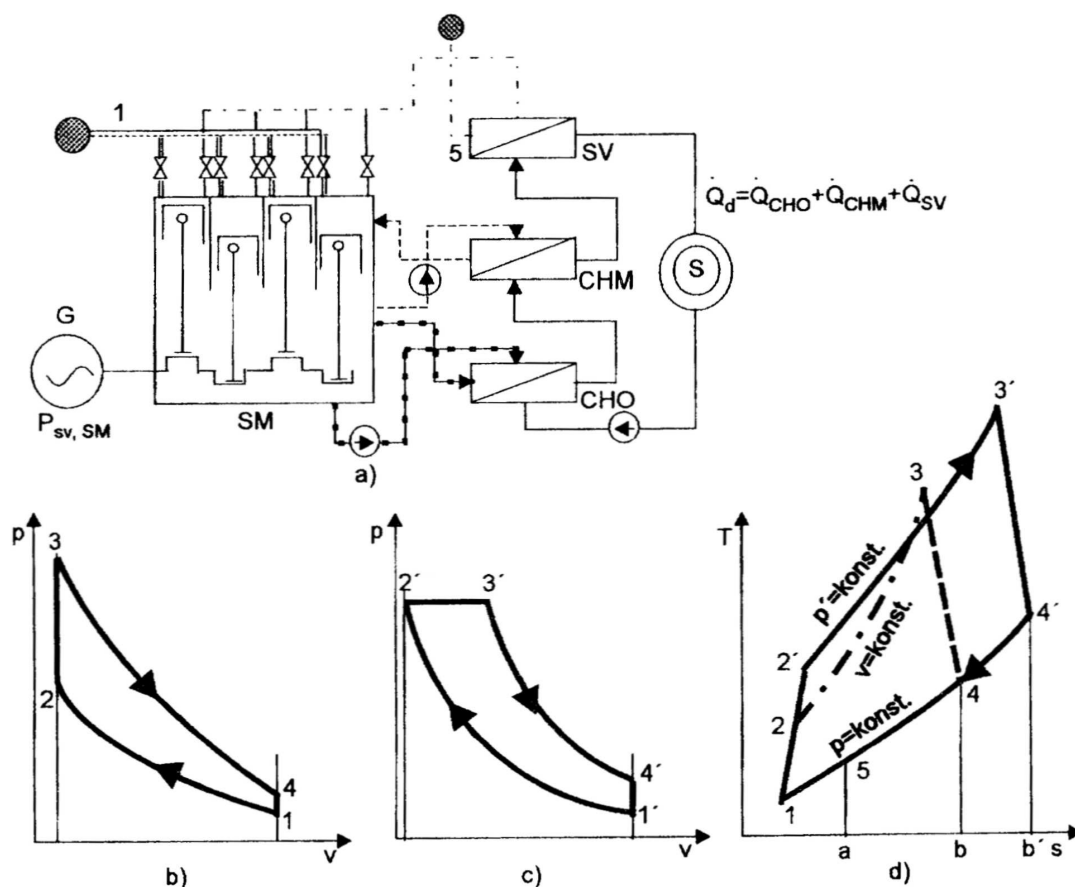 1
5
SV
Q̇d=Q̇CHO+Q̇CHM+Q̇SV
CHM
S
G
Psv, SM
SM
CHO
a)
p
3
2
4
1
v
b)
p
2´
3´
4´
1´
v
c)
T
3´
3
p´=konst.
v=konst.
2´
4´
2
4
p=konst.
5
1
a
b
b´
s
d)